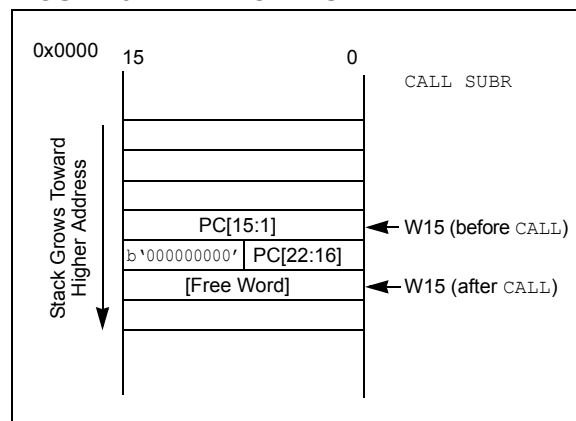 0x0000
15 0
CALL SUBR
Stack Grows Toward
Higher Address
PC[15:1]
W15 (before CALL)
b‘000000000’ PC[22:16]
[Free Word]
W15 (after CALL)